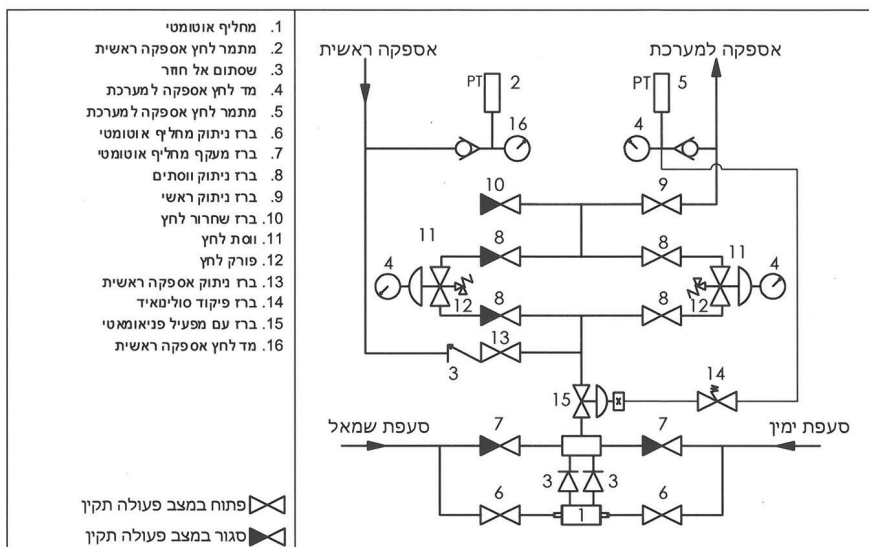 1. מחליף אוטומטי
2. מתמר לחץ אספקה ראשית
3. שסתום אל חוזר
4. מד לחץ אספקה למערכת
5. מתמר לחץ אספקה למערכת
6. ברז ניתוק מחליף אוטומטי
7. ברז מעקף מחליף אוטומטי
8. ברז ניתוק ווסתים
9. ברז ניתוק ראשי
10. ברז שחרור לחץ
11. ווסת לחץ
12. פורק לחץ
13. ברז ניתוק אספקה ראשית
14. ברז פיקוד סולינואיד
15. ברז עם מפעיל פניאומאטי
16. מד לחץ אספקה ראשית
פתוח במצב פעולה תקין
סגור במצב פעולה תקין
אספקה ראשית
אספקה למערכת
PT 2
PT 5
16
4
10
9
11
8
8
11
4
4
12
12
8
8
13
3
14
15
סעפת שמאל
סעפת ימין
7
7
3
3
6
6
1